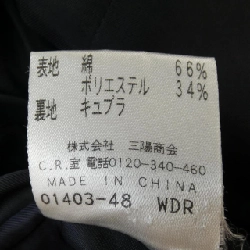 表地 綿 66%
ポリエステル 34%
裏地 キュプラ
株式会社 三陽商会
C.R.室 電話0120-340-460
MADE IN CHINA
01403-48 WDR